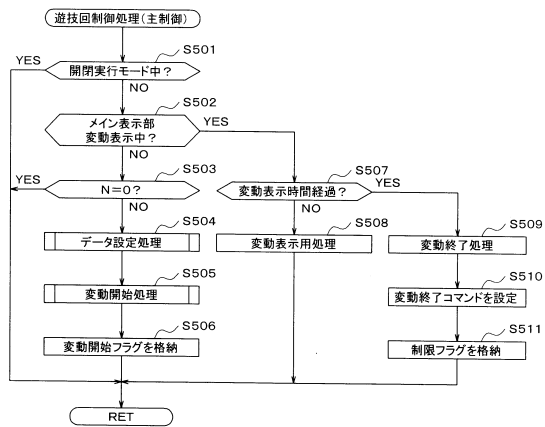 遊技回制御処理(主制御)
S501
YES
開閉実行モード中?
NO
S502
メイン表示部
変動表示中?
YES
NO
S503
YES
N=0?
NO
S507
変動表示時間経過?
YES
NO
S504
データ設定処理
S508
変動表示用処理
S509
変動終了処理
S505
変動開始処理
S510
変動終了コマンドを設定
S506
変動開始フラグを格納
S511
制限フラグを格納
RET